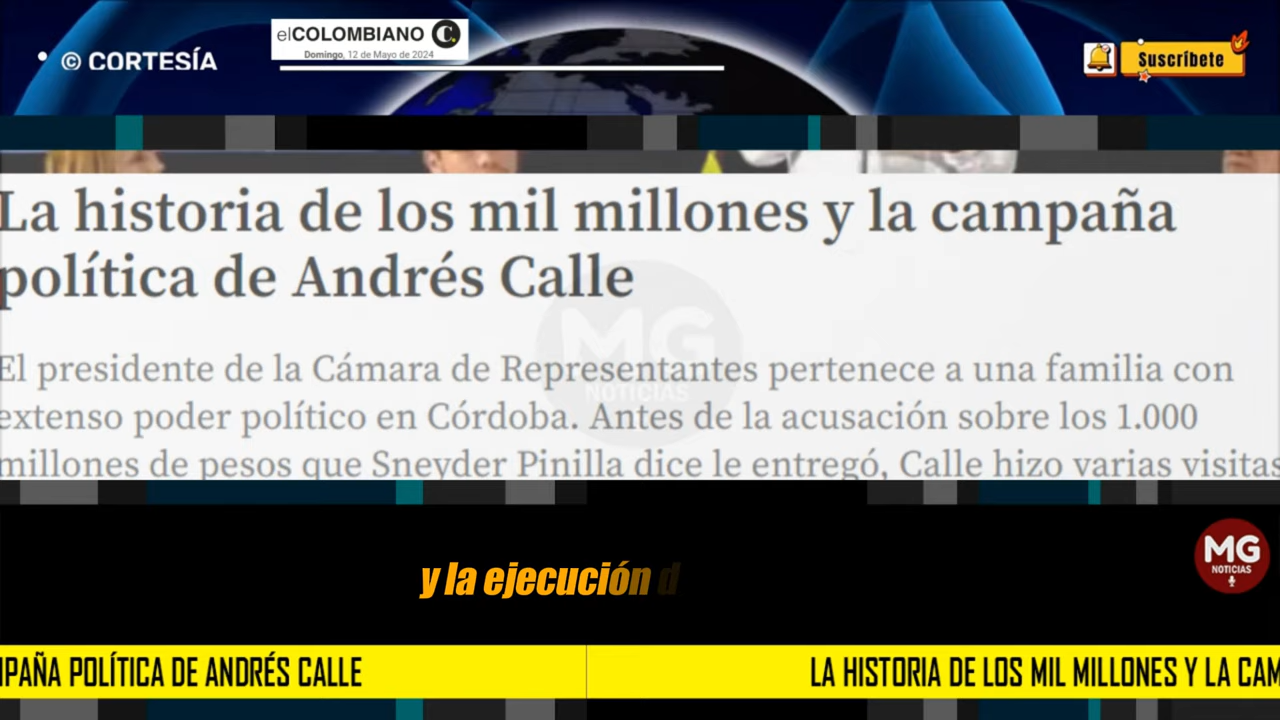 © CORTESÍA
elCOLOMBIANO C
Domingo, 12 de Mayo de 2024
Suscríbete
La historia de los mil millones y la campaña
política de Andrés Calle
El presidente de la Cámara de Representantes pertenece a una familia con
extenso poder político en Córdoba. Antes de la acusación sobre los 1.000
millones de pesos que Sneyder Pinilla dice le entregó, Calle hizo varias visitas
MG
NOTICIAS
y la ejecución d
MG
NOTICIAS
MPAÑA POLÍTICA DE ANDRÉS CALLE
LA HISTORIA DE LOS MIL MILLONES Y LA CAM